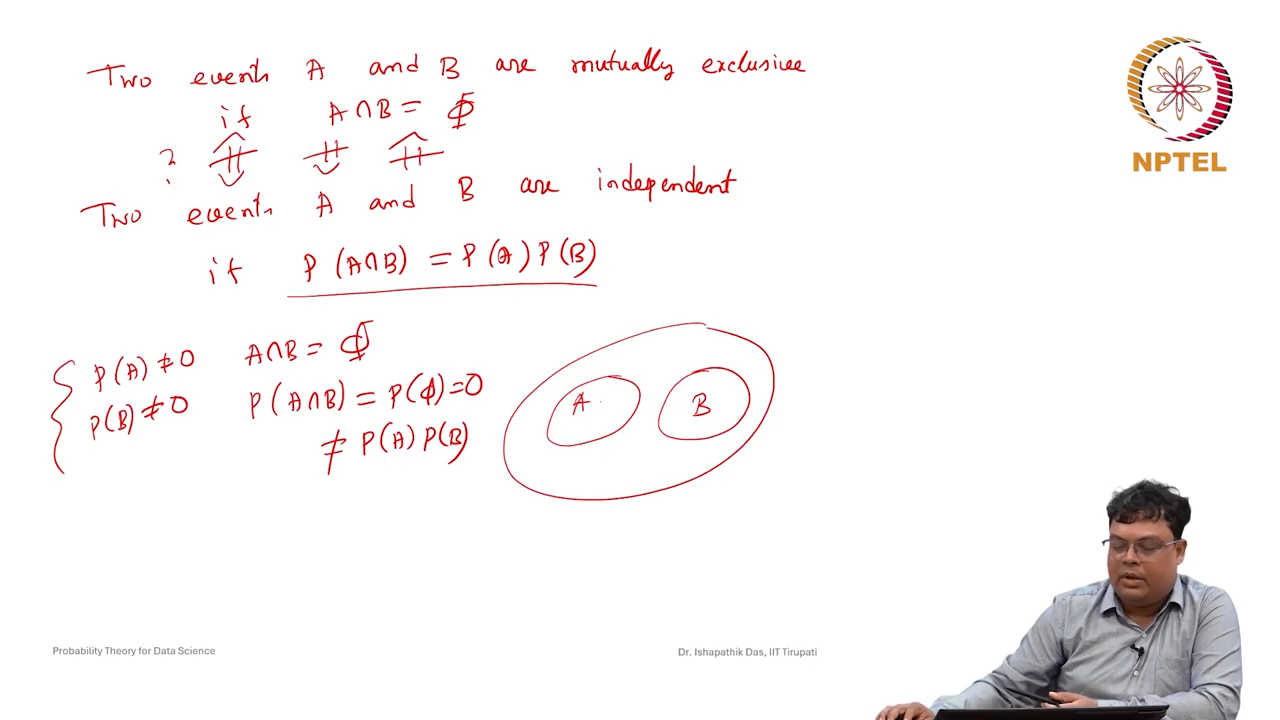 Two events A and B are mutually exclusive
if A∩B = Φ
NPTEL
? ⇕ ⇓ ⇑
Two events A and B are independent
if P(A∩B) = P(A)P(B)
P(A) ≠ 0 A∩B = Φ
P(B) ≠ 0 P(A∩B) = P(Φ) = 0
≠ P(A)P(B)
A B
Probability Theory for Data Science
Dr. Ishapathik Das, IIT Tirupati